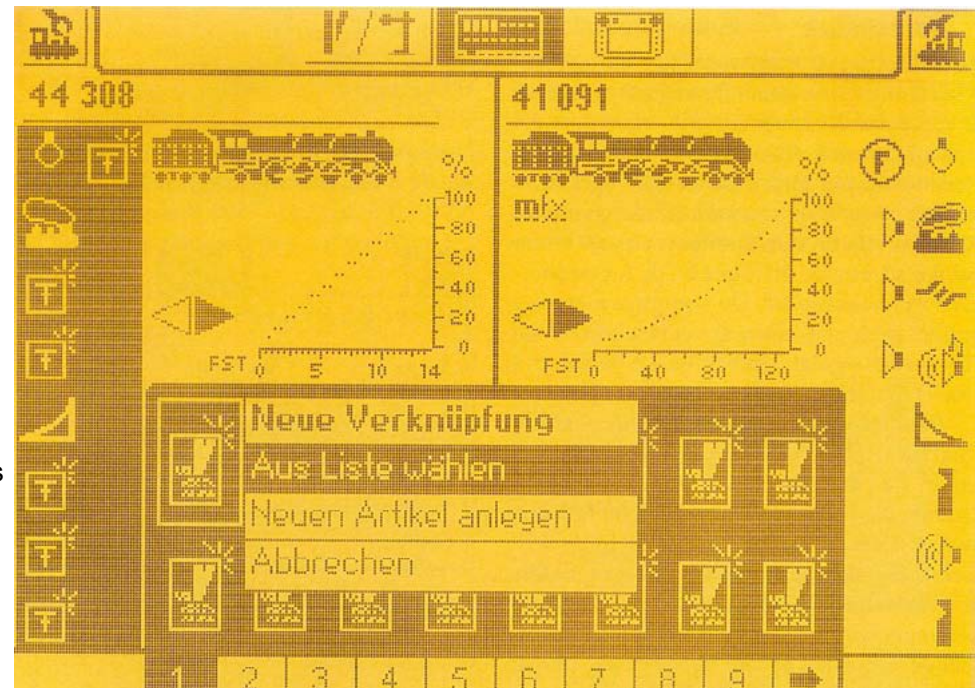 44 308
41 091
%
100
80
60
40
20
0
FST 0 5 10 14
F
mfx
%
100
80
60
40
20
0
FST 0 40 80 120
Neue Verknüpfung
Aus Liste wählen
Neuen Artikel anlegen
Abbrechen
s
1 2 3 4 5 6 7 8 9